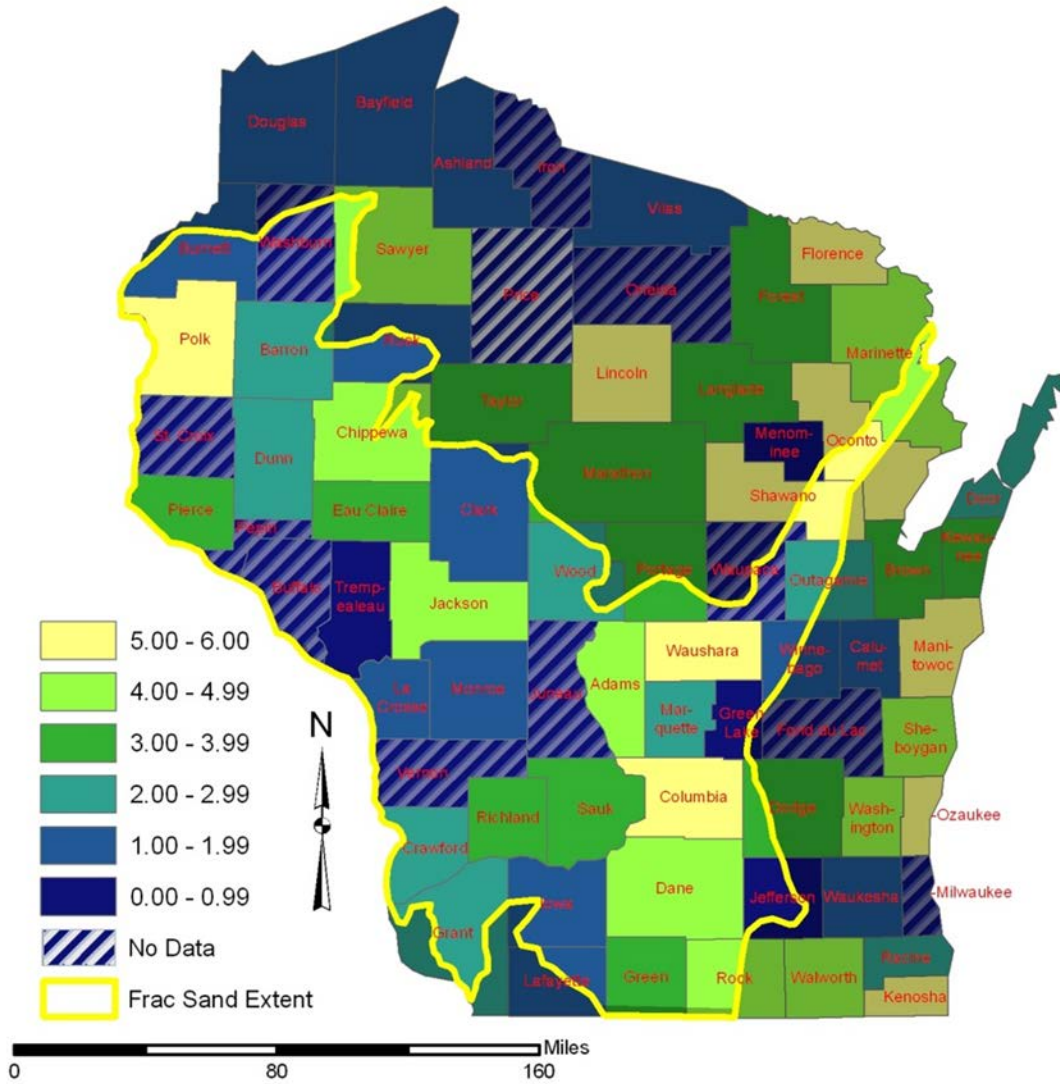 Douglas
Bayfield
Ashland
Iron
Vilas
Burnett
Washburn
Sawyer
Price
Oneida
Florence
Forest
Marinette
Polk
Barron
Rusk
Lincoln
Taylor
Langlade
Chippewa
Menom-
inee
Oconto
St. Croix
Dunn
Marathon
Shawano
Door
Pierce
Eau Claire
Clark
Pepin
Kewau-
nee
Buffalo
Tremp-
ealeau
Jackson
Wood
Portage
Waupaca
Outagamie
Brown
Waushara
Winne-
bago
Calu-
met
Mani-
towoc
La
Crosse
Monroe
Juneau
Adams
Mar-
quette
Green
Lake
Fond du Lac
She-
boygan
Vernon
Richland
Sauk
Columbia
Dodge
Wash-
ington
-Ozaukee
Crawford
Dane
Jefferson
Waukesha
-Milwaukee
Grant
Iowa
Lafayette
Green
Rock
Walworth
Racine
Kenosha
5.00 - 6.00
4.00 - 4.99
3.00 - 3.99
2.00 - 2.99
1.00 - 1.99
0.00 - 0.99
No Data
Frac Sand Extent
N
Miles
0
80
160